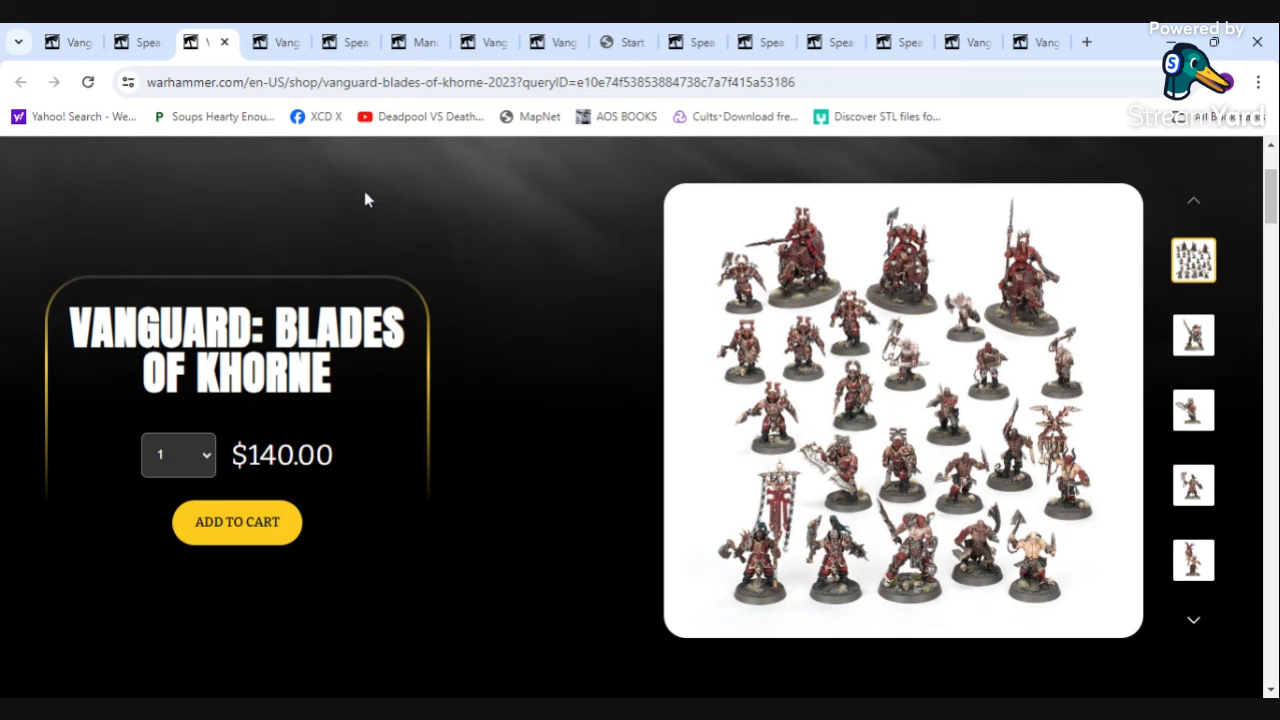 Powered by
StreamYard
Vang
Spea
V
Vang
Spea
Man
Vang
Vang
Start
Spea
Spea
Spea
Spea
Vang
Vang
warhammer.com/en-US/shop/vanguard-blades-of-khorne-2023?queryID=e10e74f53853884738c7a7f415a53186
Yahoo! Search - We...
Soups Hearty Enou...
XCD X
Deadpool VS Death...
MapNet
AOS BOOKS
Cults・Download fre...
Discover STL files fo...
All Bookmarks
VANGUARD: BLADES
OF KHORNE
1
$140.00
ADD TO CART